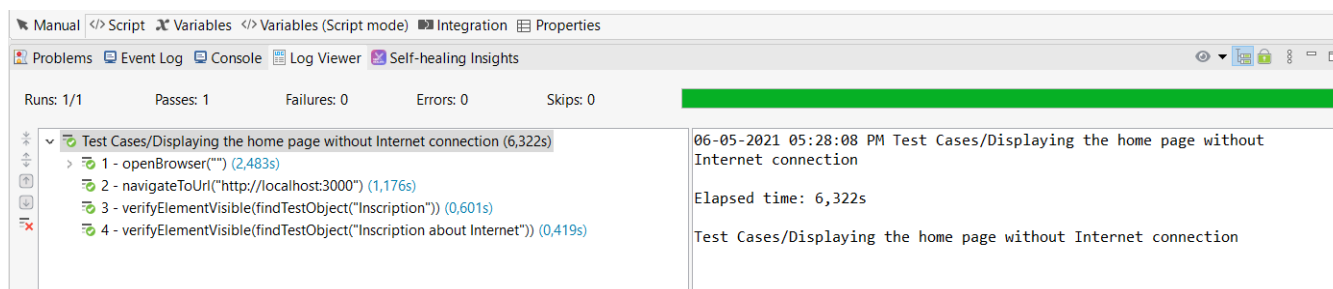 Manual </> Script Variables </> Variables (Script mode) Integration Properties
Problems Event Log Console Log Viewer Self-healing Insights
Runs: 1/1 Passes: 1 Failures: 0 Errors: 0 Skips: 0
Test Cases/Displaying the home page without Internet connection (6,322s)
1 - openBrowser("") (2,483s)
2 - navigateToUrl("http://localhost:3000") (1,176s)
3 - verifyElementVisible(findTestObject("Inscription")) (0,601s)
4 - verifyElementVisible(findTestObject("Inscription about Internet")) (0,419s)
06-05-2021 05:28:08 PM Test Cases/Displaying the home page without
Internet connection
Elapsed time: 6,322s
Test Cases/Displaying the home page without Internet connection